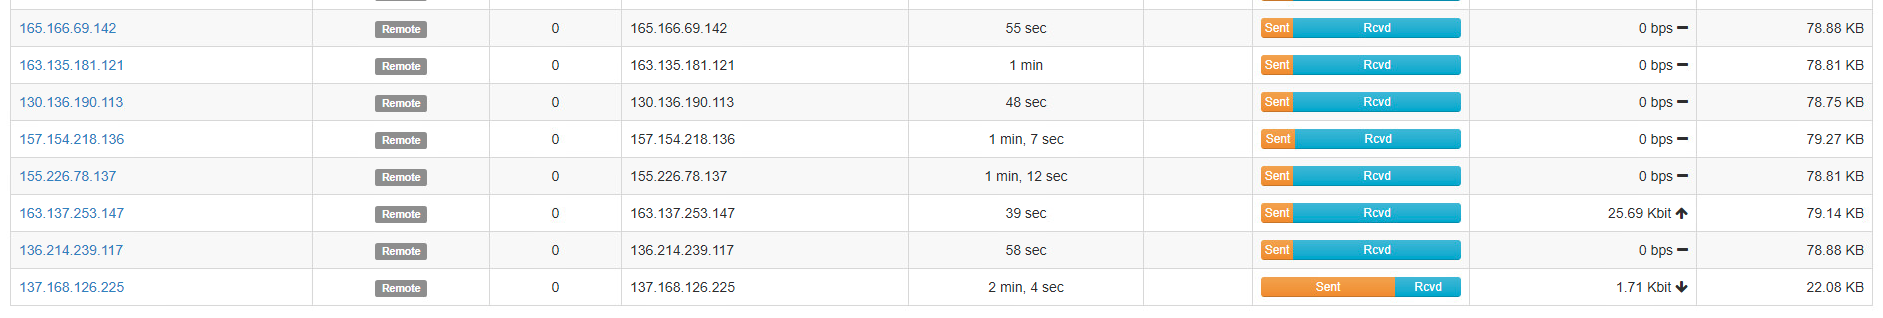 165.166.69.142 Remote 0 165.166.69.142 55 sec Sent Rcvd 0 bps 78.88 KB
163.135.181.121 Remote 0 163.135.181.121 1 min Sent Rcvd 0 bps 78.81 KB
130.136.190.113 Remote 0 130.136.190.113 48 sec Sent Rcvd 0 bps 78.75 KB
157.154.218.136 Remote 0 157.154.218.136 1 min, 7 sec Sent Rcvd 0 bps 79.27 KB
155.226.78.137 Remote 0 155.226.78.137 1 min, 12 sec Sent Rcvd 0 bps 78.81 KB
163.137.253.147 Remote 0 163.137.253.147 39 sec Sent Rcvd 25.69 Kbit 79.14 KB
136.214.239.117 Remote 0 136.214.239.117 58 sec Sent Rcvd 0 bps 78.88 KB
137.168.126.225 Remote 0 137.168.126.225 2 min, 4 sec Sent Rcvd 1.71 Kbit 22.08 KB